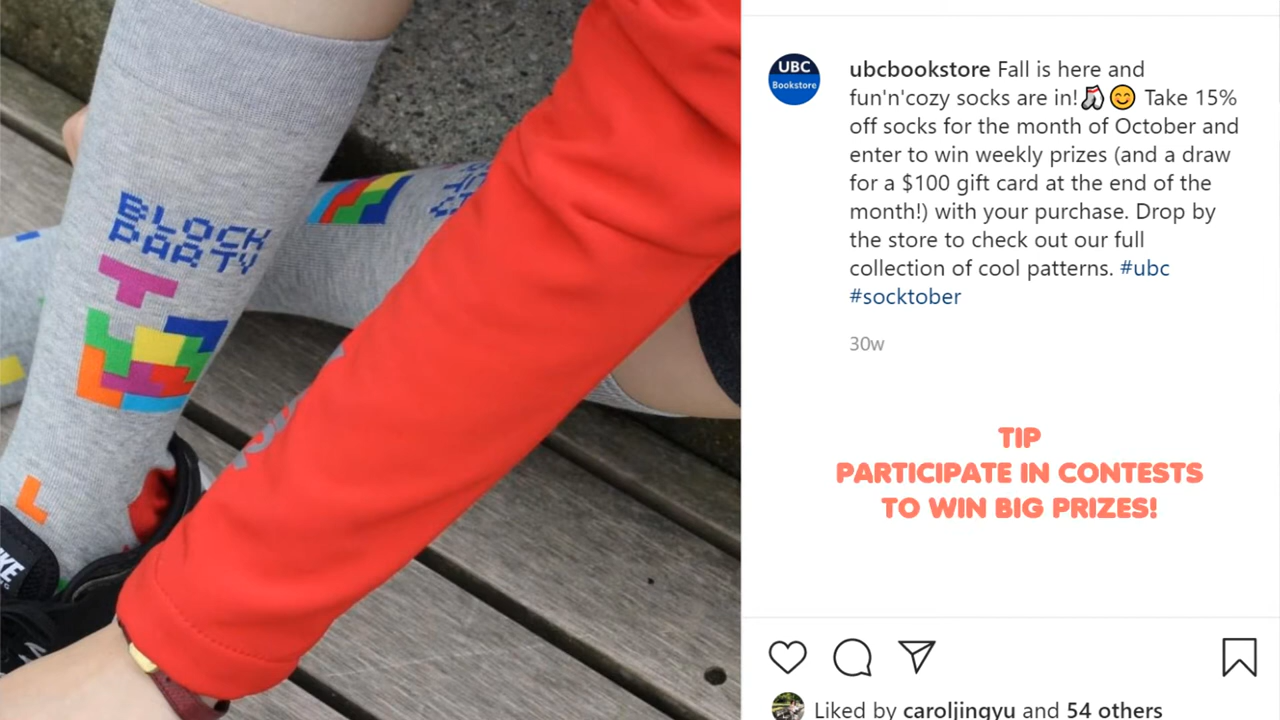 BLOCK
PARTY
UBC
Bookstore
ubcbookstore Fall is here and
fun'n'cozy socks are in!🧦😊 Take 15%
off socks for the month of October and
enter to win weekly prizes (and a draw
for a $100 gift card at the end of the
month!) with your purchase. Drop by
the store to check out our full
collection of cool patterns. #ubc
#socktober
30w
TIP
PARTICIPATE IN CONTESTS
TO WIN BIG PRIZES!
Liked by caroljingyu and 54 others